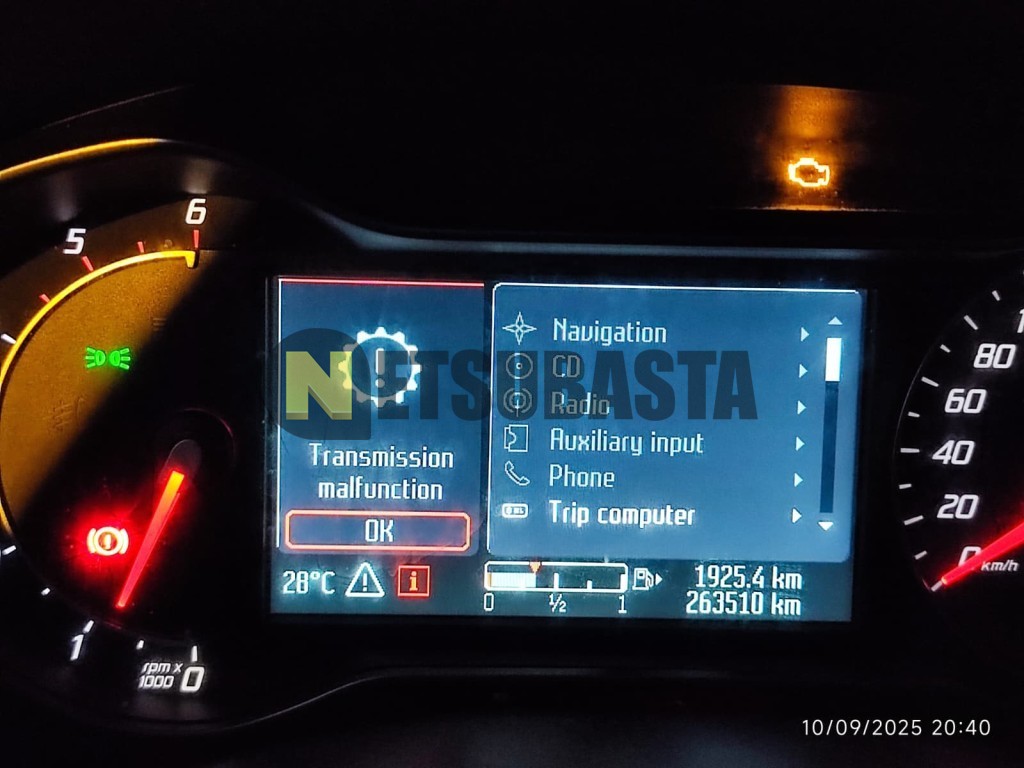 6
5
Navigation
CD
Radio
NETSUBASTA
Auxiliary input
Phone
Trip computer
Transmission
malfunction
OK
28°C
i
0 ½ 1
1925.4 km
263510 km
80
60
40
20
0
km/h
1
rpm x
1000 0
10/09/2025 20:40